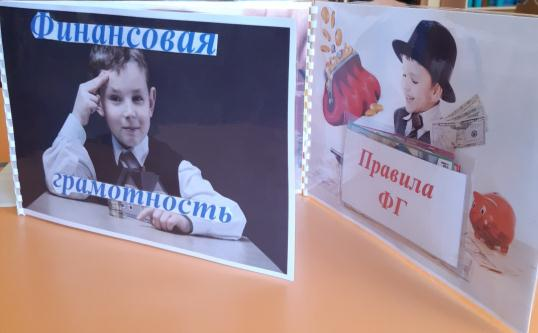 Финансовая
грамотность
Правила
ФГ